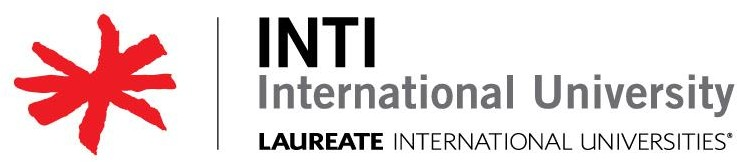 INTI
International University
LAUREATE INTERNATIONAL UNIVERSITIES®